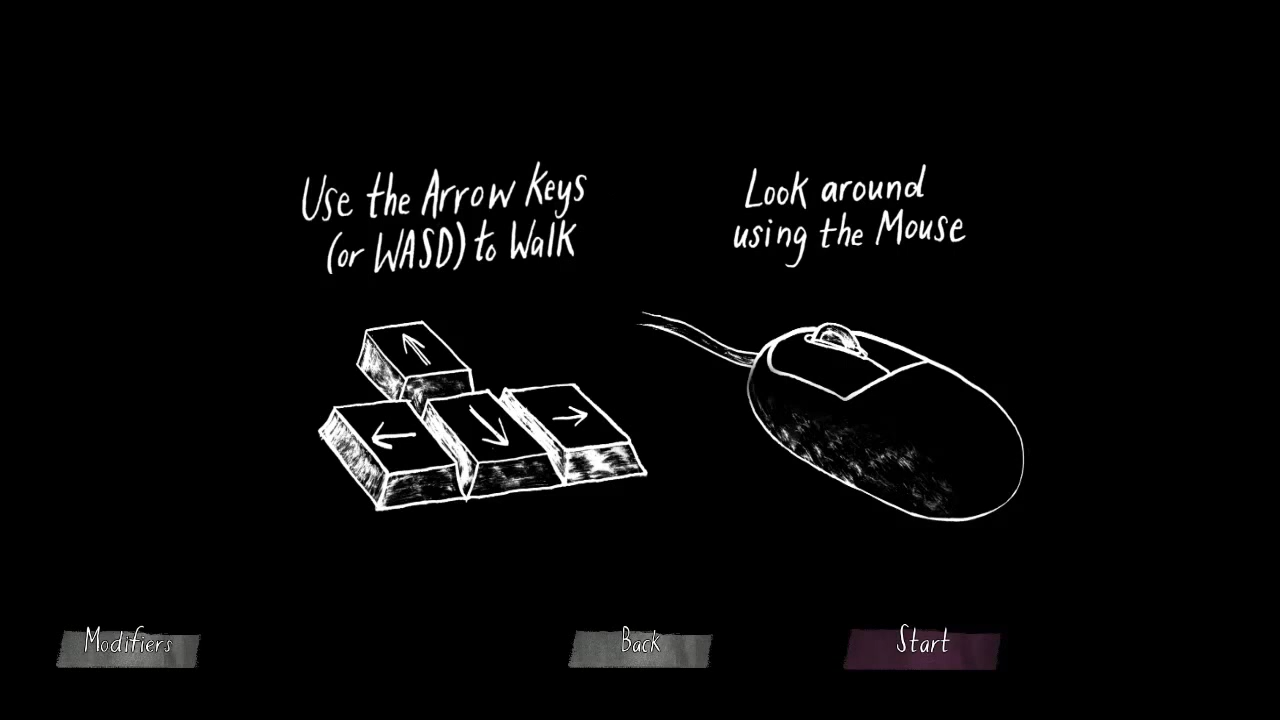 Use the Arrow Keys
(or WASD) to Walk
Look around
using the Mouse
Modifiers
Back
Start